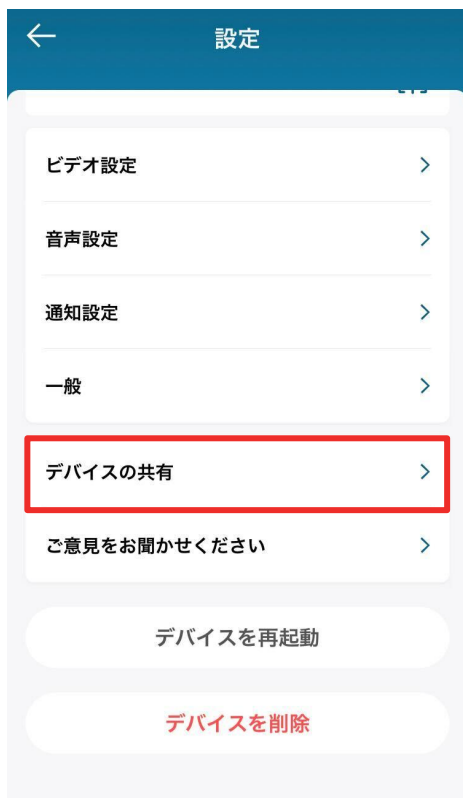 設定
ビデオ設定
音声設定
通知設定
一般
デバイスの共有
ご意見をお聞かせください
デバイスを再起動
デバイスを削除